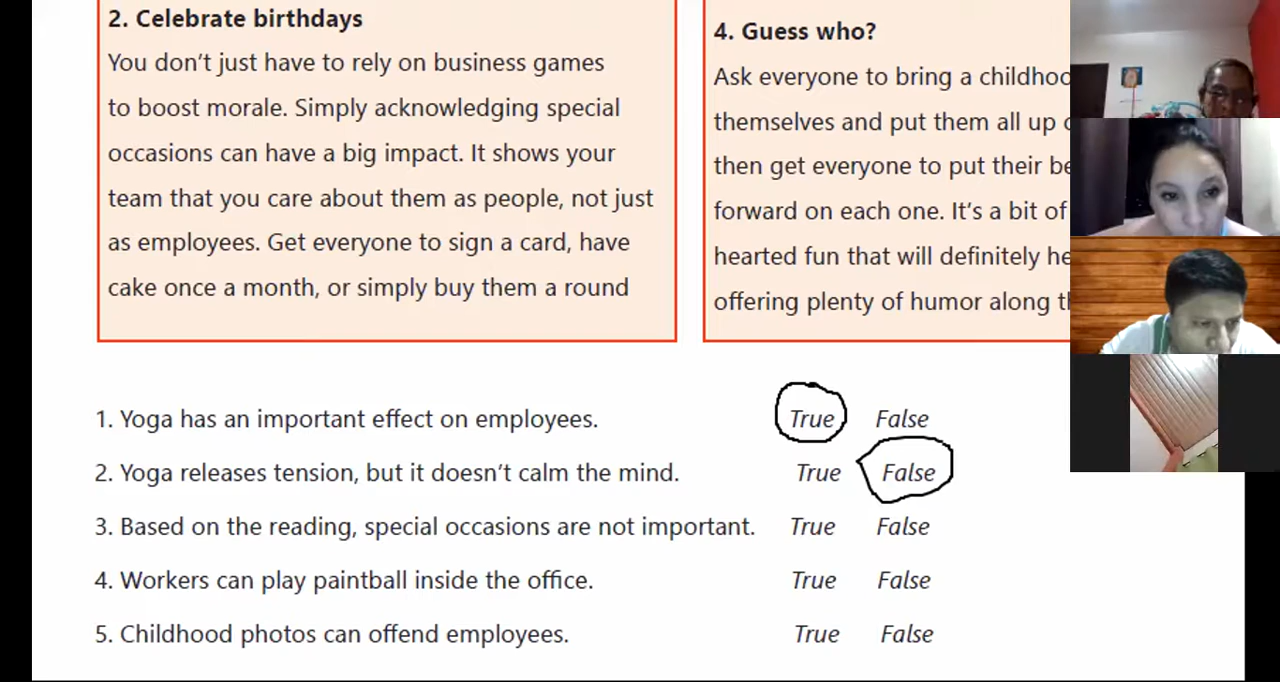 2. Celebrate birthdays
You don't just have to rely on business games
to boost morale. Simply acknowledging special
occasions can have a big impact. It shows your
team that you care about them as people, not just
as employees. Get everyone to sign a card, have
cake once a month, or simply buy them a round
4. Guess who?
Ask everyone to bring a childhoo
themselves and put them all up
then get everyone to put their be
forward on each one. It's a bit of
hearted fun that will definitely he
offering plenty of humor along th
1. Yoga has an important effect on employees. True False
2. Yoga releases tension, but it doesn't calm the mind. True False
3. Based on the reading, special occasions are not important. True False
4. Workers can play paintball inside the office. True False
5. Childhood photos can offend employees. True False